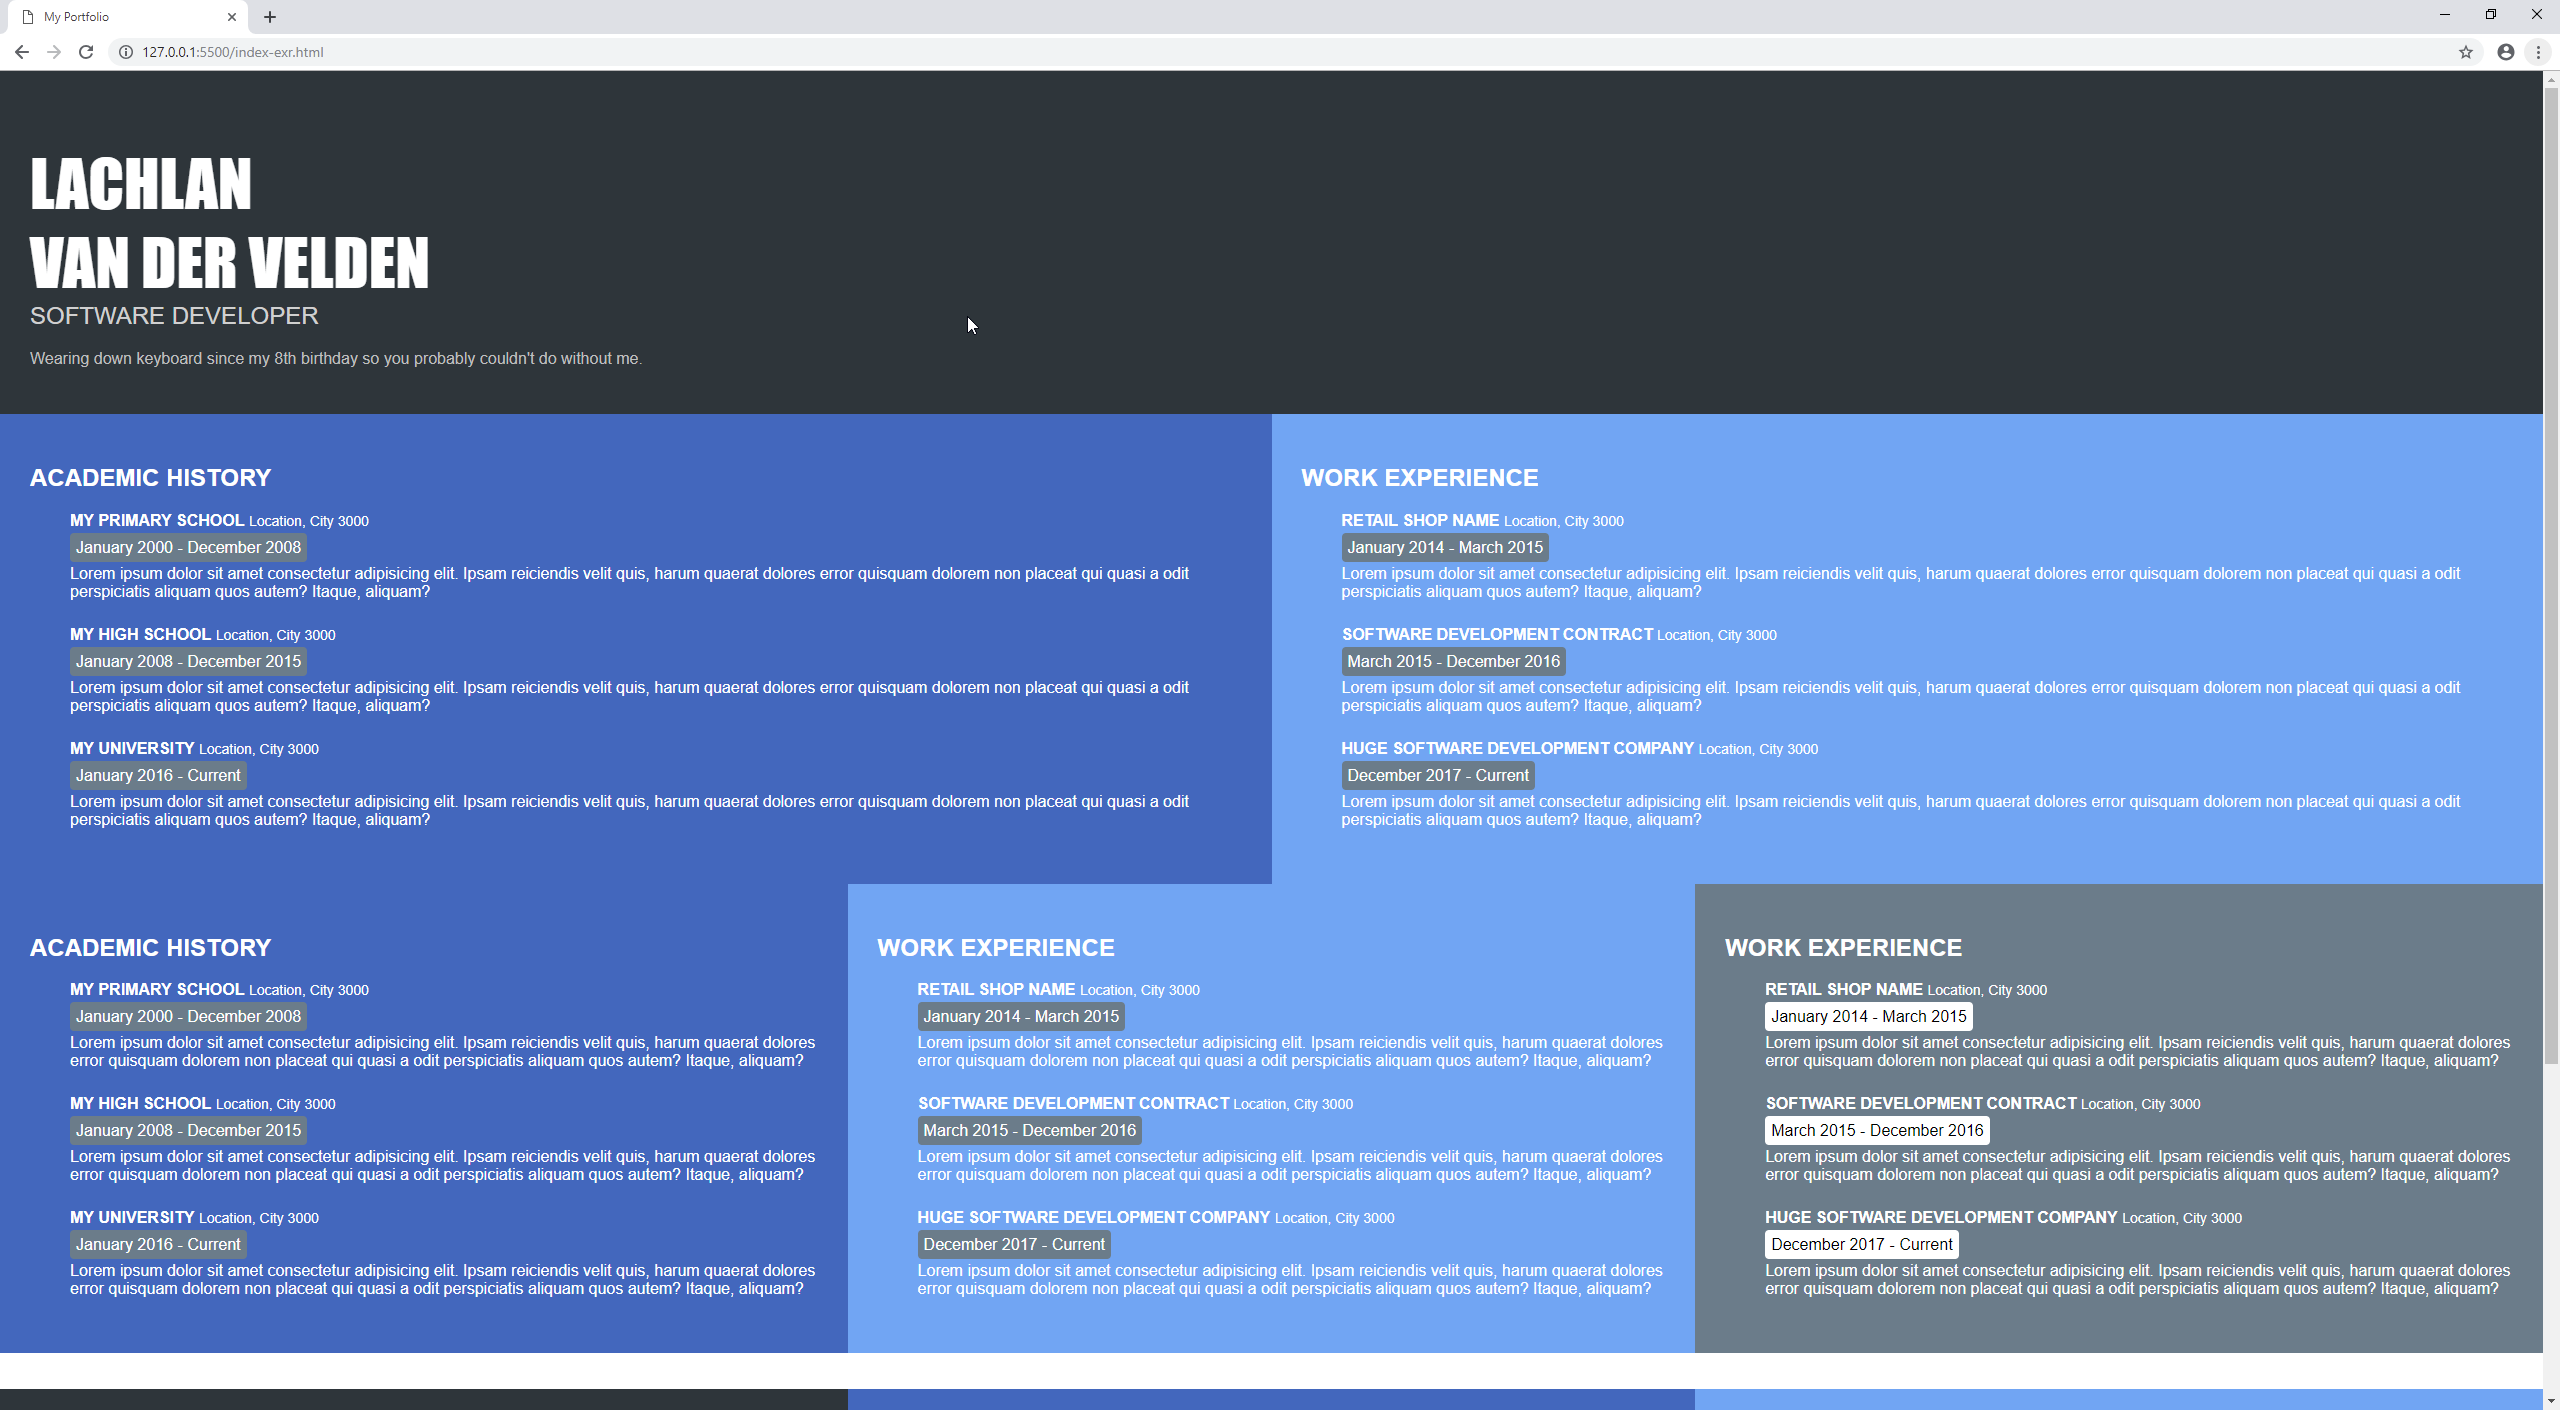 My Portfolio
127.0.0.1:5500/index-exr.html
LACHLAN
VAN DER VELDEN
SOFTWARE DEVELOPER
Wearing down keyboard since my 8th birthday so you probably couldn't do without me.
ACADEMIC HISTORY
MY PRIMARY SCHOOL Location, City 3000
January 2000 - December 2008
Lorem ipsum dolor sit amet consectetur adipisicing elit. Ipsam reiciendis velit quis, harum quaerat dolores error quisquam dolorem non placeat qui quasi a odit
perspiciatis aliquam quos autem? Itaque, aliquam?
MY HIGH SCHOOL Location, City 3000
January 2008 - December 2015
Lorem ipsum dolor sit amet consectetur adipisicing elit. Ipsam reiciendis velit quis, harum quaerat dolores error quisquam dolorem non placeat qui quasi a odit
perspiciatis aliquam quos autem? Itaque, aliquam?
MY UNIVERSITY Location, City 3000
January 2016 - Current
Lorem ipsum dolor sit amet consectetur adipisicing elit. Ipsam reiciendis velit quis, harum quaerat dolores error quisquam dolorem non placeat qui quasi a odit
perspiciatis aliquam quos autem? Itaque, aliquam?
WORK EXPERIENCE
RETAIL SHOP NAME Location, City 3000
January 2014 - March 2015
Lorem ipsum dolor sit amet consectetur adipisicing elit. Ipsam reiciendis velit quis, harum quaerat dolores error quisquam dolorem non placeat qui quasi a odit
perspiciatis aliquam quos autem? Itaque, aliquam?
SOFTWARE DEVELOPMENT CONTRACT Location, City 3000
March 2015 - December 2016
Lorem ipsum dolor sit amet consectetur adipisicing elit. Ipsam reiciendis velit quis, harum quaerat dolores error quisquam dolorem non placeat qui quasi a odit
perspiciatis aliquam quos autem? Itaque, aliquam?
HUGE SOFTWARE DEVELOPMENT COMPANY Location, City 3000
December 2017 - Current
Lorem ipsum dolor sit amet consectetur adipisicing elit. Ipsam reiciendis velit quis, harum quaerat dolores error quisquam dolorem non placeat qui quasi a odit
perspiciatis aliquam quos autem? Itaque, aliquam?
ACADEMIC HISTORY
MY PRIMARY SCHOOL Location, City 3000
January 2000 - December 2008
Lorem ipsum dolor sit amet consectetur adipisicing elit. Ipsam reiciendis velit quis, harum quaerat dolores
error quisquam dolorem non placeat qui quasi a odit perspiciatis aliquam quos autem? Itaque, aliquam?
MY HIGH SCHOOL Location, City 3000
January 2008 - December 2015
Lorem ipsum dolor sit amet consectetur adipisicing elit. Ipsam reiciendis velit quis, harum quaerat dolores
error quisquam dolorem non placeat qui quasi a odit perspiciatis aliquam quos autem? Itaque, aliquam?
MY UNIVERSITY Location, City 3000
January 2016 - Current
Lorem ipsum dolor sit amet consectetur adipisicing elit. Ipsam reiciendis velit quis, harum quaerat dolores
error quisquam dolorem non placeat qui quasi a odit perspiciatis aliquam quos autem? Itaque, aliquam?
WORK EXPERIENCE
RETAIL SHOP NAME Location, City 3000
January 2014 - March 2015
Lorem ipsum dolor sit amet consectetur adipisicing elit. Ipsam reiciendis velit quis, harum quaerat dolores
error quisquam dolorem non placeat qui quasi a odit perspiciatis aliquam quos autem? Itaque, aliquam?
SOFTWARE DEVELOPMENT CONTRACT Location, City 3000
March 2015 - December 2016
Lorem ipsum dolor sit amet consectetur adipisicing elit. Ipsam reiciendis velit quis, harum quaerat dolores
error quisquam dolorem non placeat qui quasi a odit perspiciatis aliquam quos autem? Itaque, aliquam?
HUGE SOFTWARE DEVELOPMENT COMPANY Location, City 3000
December 2017 - Current
Lorem ipsum dolor sit amet consectetur adipisicing elit. Ipsam reiciendis velit quis, harum quaerat dolores
error quisquam dolorem non placeat qui quasi a odit perspiciatis aliquam quos autem? Itaque, aliquam?
WORK EXPERIENCE
RETAIL SHOP NAME Location, City 3000
January 2014 - March 2015
Lorem ipsum dolor sit amet consectetur adipisicing elit. Ipsam reiciendis velit quis, harum quaerat dolores
error quisquam dolorem non placeat qui quasi a odit perspiciatis aliquam quos autem? Itaque, aliquam?
SOFTWARE DEVELOPMENT CONTRACT Location, City 3000
March 2015 - December 2016
Lorem ipsum dolor sit amet consectetur adipisicing elit. Ipsam reiciendis velit quis, harum quaerat dolores
error quisquam dolorem non placeat qui quasi a odit perspiciatis aliquam quos autem? Itaque, aliquam?
HUGE SOFTWARE DEVELOPMENT COMPANY Location, City 3000
December 2017 - Current
Lorem ipsum dolor sit amet consectetur adipisicing elit. Ipsam reiciendis velit quis, harum quaerat dolores
error quisquam dolorem non placeat qui quasi a odit perspiciatis aliquam quos autem? Itaque, aliquam?